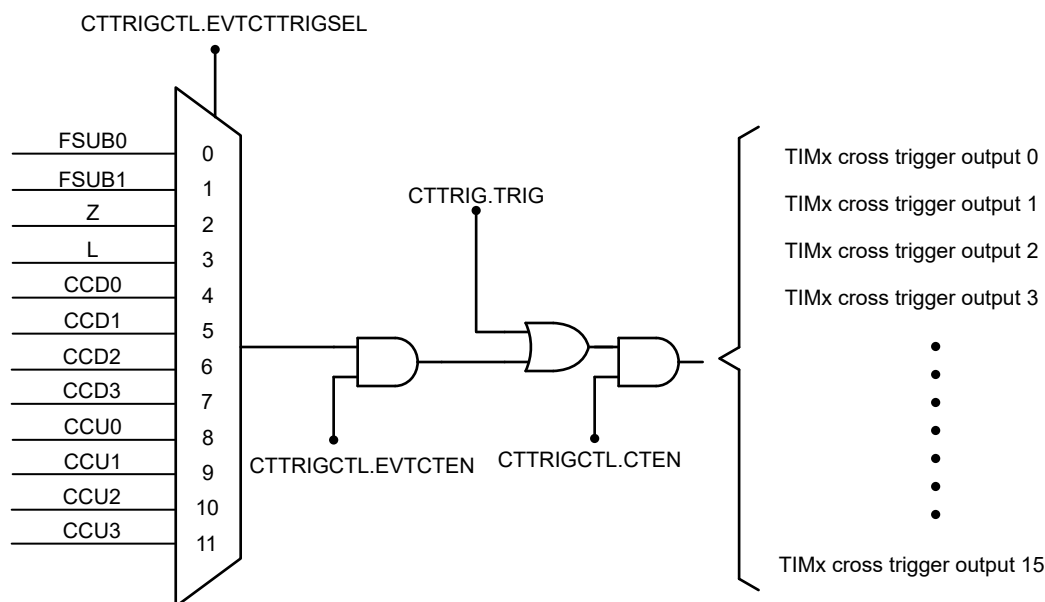 CTTRIGCTL.EVTCTTRIGSEL
FSUB0
0
FSUB1
1
Z
2
L
3
CCD0
4
CCD1
5
CCD2
6
CCD3
7
CCU0
8
CCU1
9
CCU2
10
CCU3
11
CTTRIG.TRIG
CTTRIGCTL.EVTCTEN
CTTRIGCTL.CTEN
TIMx cross trigger output 0
TIMx cross trigger output 1
TIMx cross trigger output 2
TIMx cross trigger output 3
TIMx cross trigger output 15